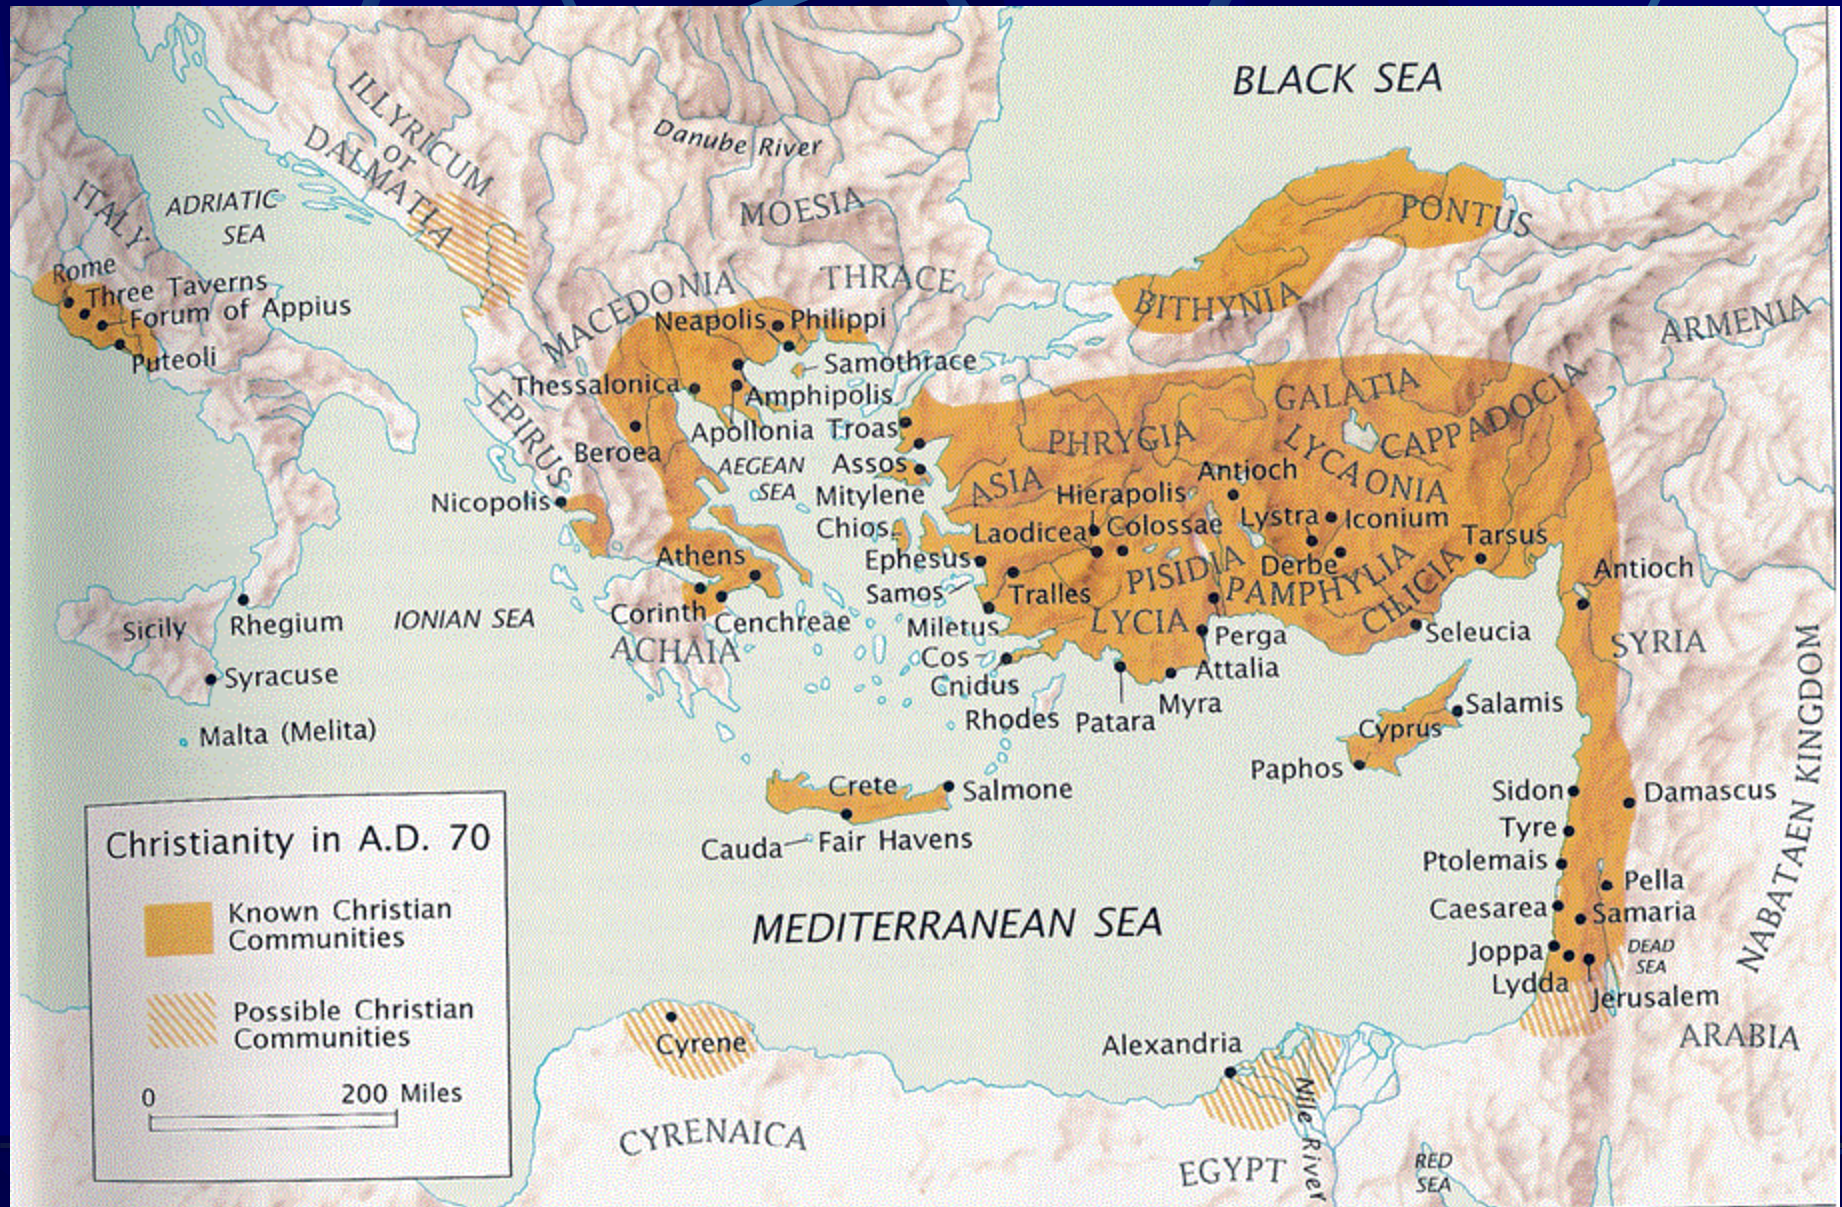 BLACK SEA
ILLYRICUM
or
DALMATIA
Danube River
ITALY
ADRIATIC
SEA
MOESIA
PONTUS
Rome
Three Taverns
Forum of Appius
Puteoli
MACEDONIA
THRACE
BITHYNIA
ARMENIA
Neapolis
Philippi
Samothrace
Thessalonica
Amphipolis
EPIRUS
Apollonia
Troas
GALATIA
CAPPADOCIA
PHRYGIA
LYCAONIA
Beroea
AEGEAN
SEA
Assos
ASIA
Antioch
Nicopolis
Mitylene
Hierapolis
Chios
Laodicea
Colossae
Lystra
Iconium
Tarsus
Athens
Ephesus
PISIDIA
Derbe
PAMPHYLIA
CILICIA
Antioch
Samos
Tralles
Corinth
Cenchreae
Miletus
LYCIA
Perga
Seleucia
SYRIA
Sicily
Rhegium
IONIAN SEA
ACHAIA
Cos
Attalia
Cnidus
Syracuse
Rhodes
Patara
Myra
Salamis
Cyprus
Malta (Melita)
Paphos
NABATAEN KINGDOM
Crete
Salmone
Sidon
Damascus
Cauda
Fair Havens
Tyre
Ptolemais
Pella
Caesarea
Samaria
MEDITERRANEAN SEA
Joppa
DEAD
SEA
Lydda
Jerusalem
ARABIA
Christianity in A.D. 70
Known Christian
Communities
Possible Christian
Communities
0 200 Miles
Cyrene
Alexandria
CYRENAICA
EGYPT
Nile River
RED
SEA